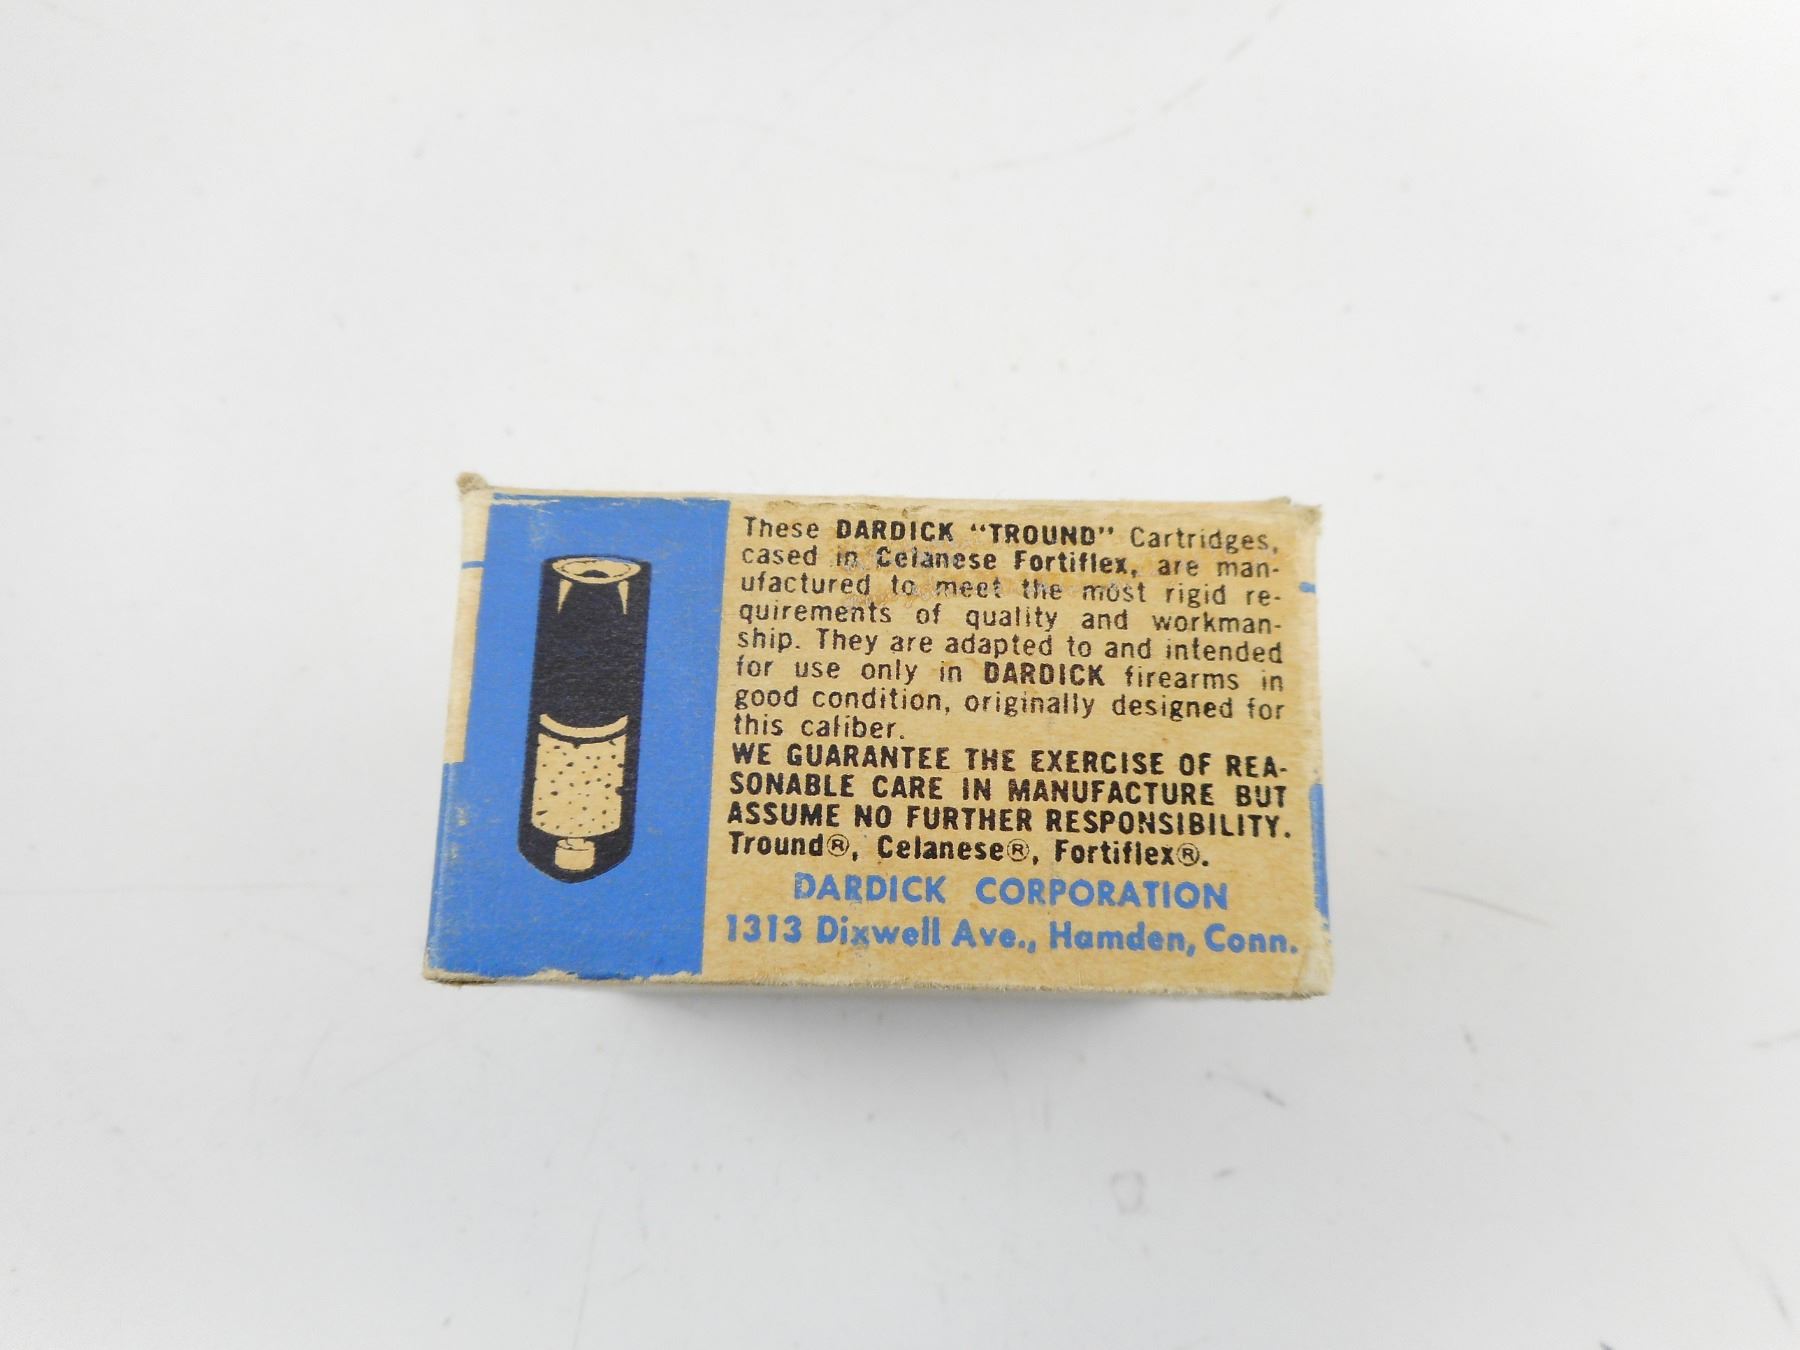 These DARDICK “TROUND” Cartridges,
cased in Celanese Fortiflex, are man-
ufactured to meet the most rigid re-
quirements of quality and workman-
ship. They are adapted to and intended
for use only in DARDICK firearms in
good condition, originally designed for
this caliber.
WE GUARANTEE THE EXERCISE OF REA-
SONABLE CARE IN MANUFACTURE BUT
ASSUME NO FURTHER RESPONSIBILITY.
Tround®, Celanese®, Fortiflex®.
DARDICK CORPORATION
1313 Dixwell Ave., Hamden, Conn.